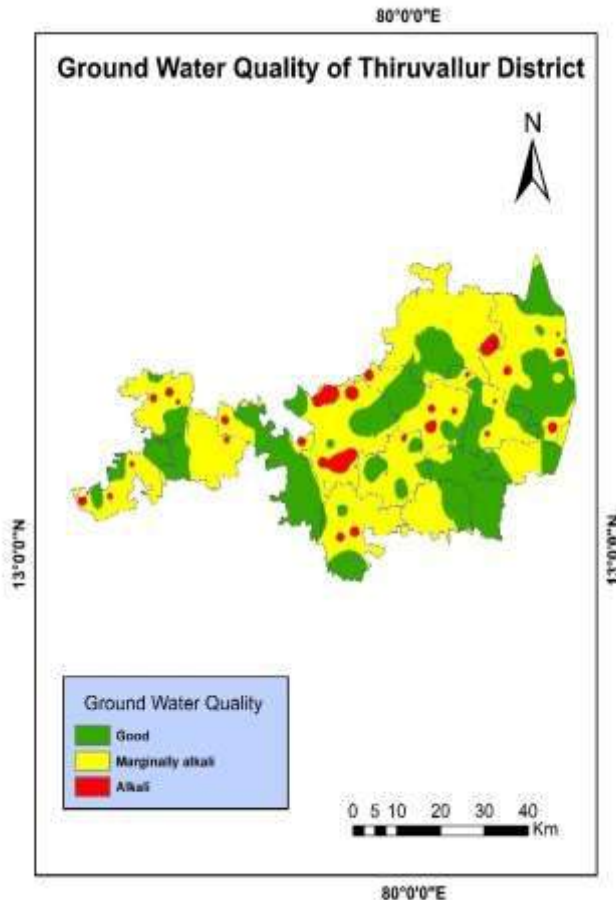 80°0'0"E
Ground Water Quality of Thiruvallur District
N
13°0'0"N
13°0'0"N
Ground Water Quality
Good
Marginally alkali
Alkali
0 5 10 20 30 40
Km
80°0'0"E